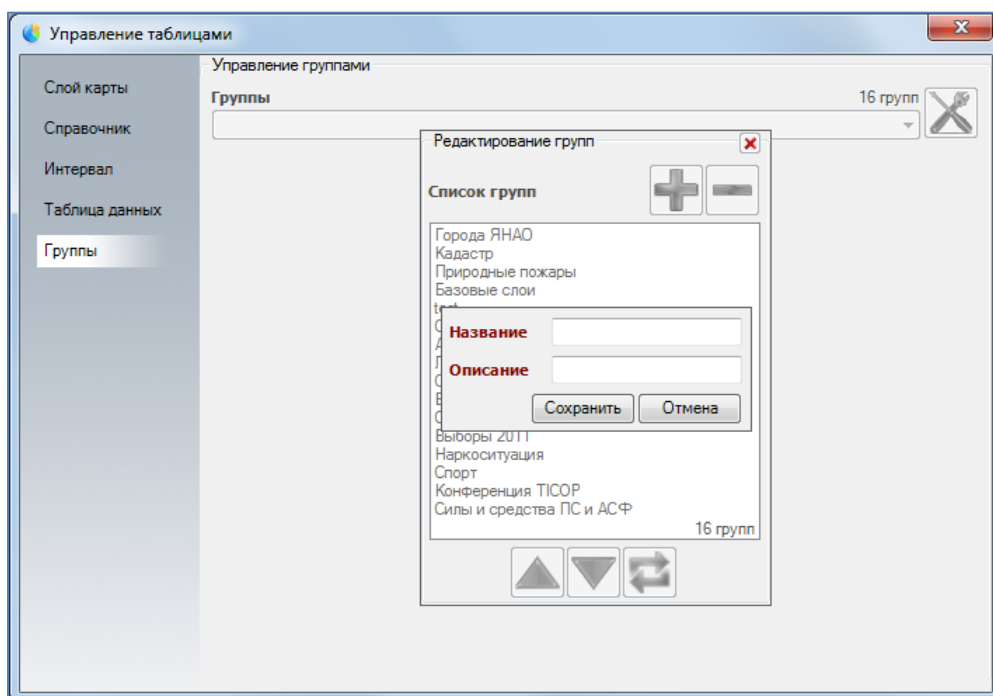 Управление таблицами
Слой карты
Справочник
Интервал
Таблица данных
Группы
Управление группами
Группы
16 групп
Редактирование групп
Список групп
Города ЯНАО
Кадастр
Природные пожары
Базовые слои
Название
Описание
Сохранить
Отмена
Выборы 2011
Наркоситуация
Спорт
Конференция TICOP
Силы и средства ПС и АСФ
16 групп